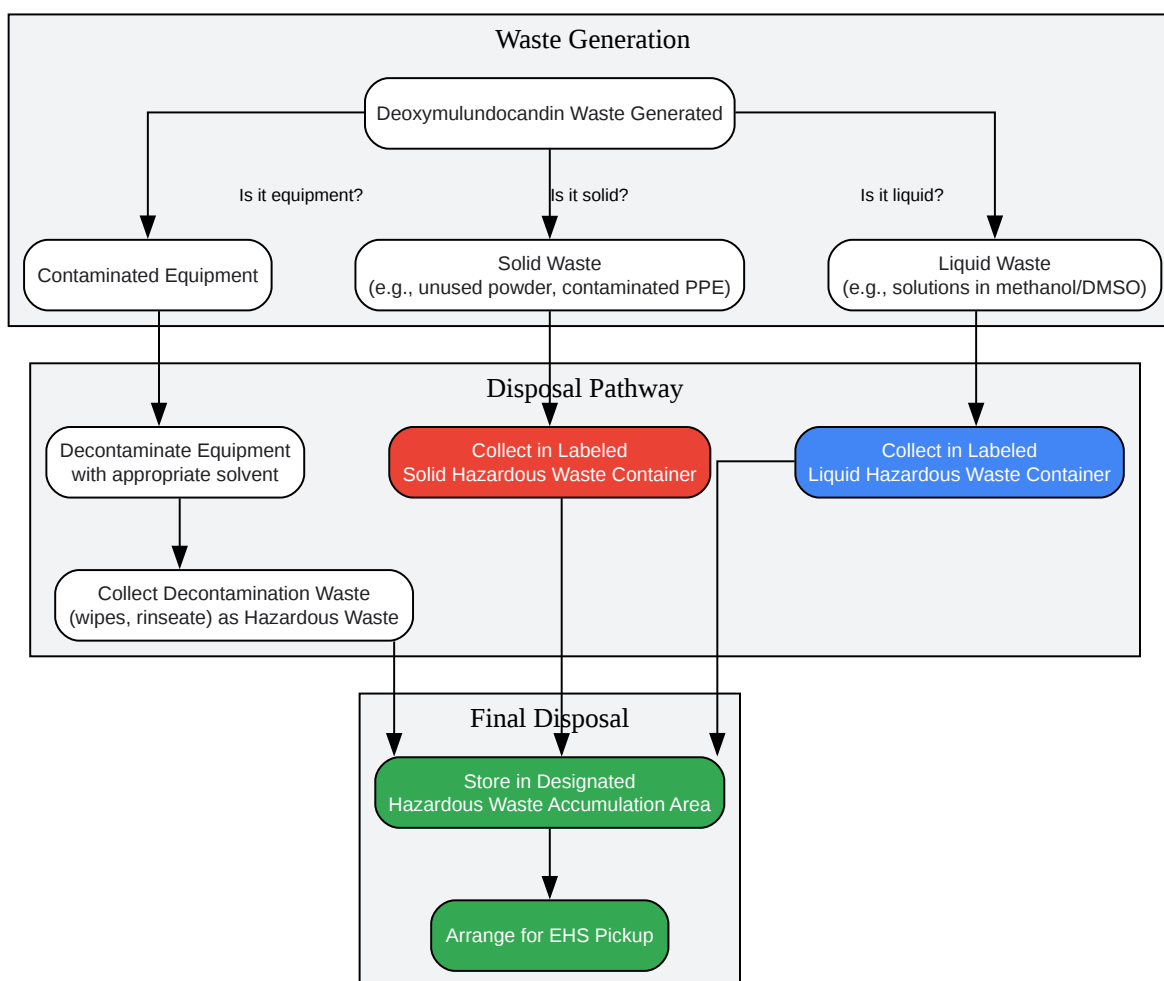 Waste Generation
Deoxymulundocandin Waste Generated
Is it equipment?
Is it solid?
Is it liquid?
Contaminated Equipment
Solid Waste
(e.g., unused powder, contaminated PPE)
Liquid Waste
(e.g., solutions in methanol/DMSO)
Disposal Pathway
Decontaminate Equipment
with appropriate solvent
Collect in Labeled
Solid Hazardous Waste Container
Collect in Labeled
Liquid Hazardous Waste Container
Collect Decontamination Waste
(wipes, rinseate) as Hazardous Waste
Final Disposal
Store in Designated
Hazardous Waste Accumulation Area
Arrange for EHS Pickup